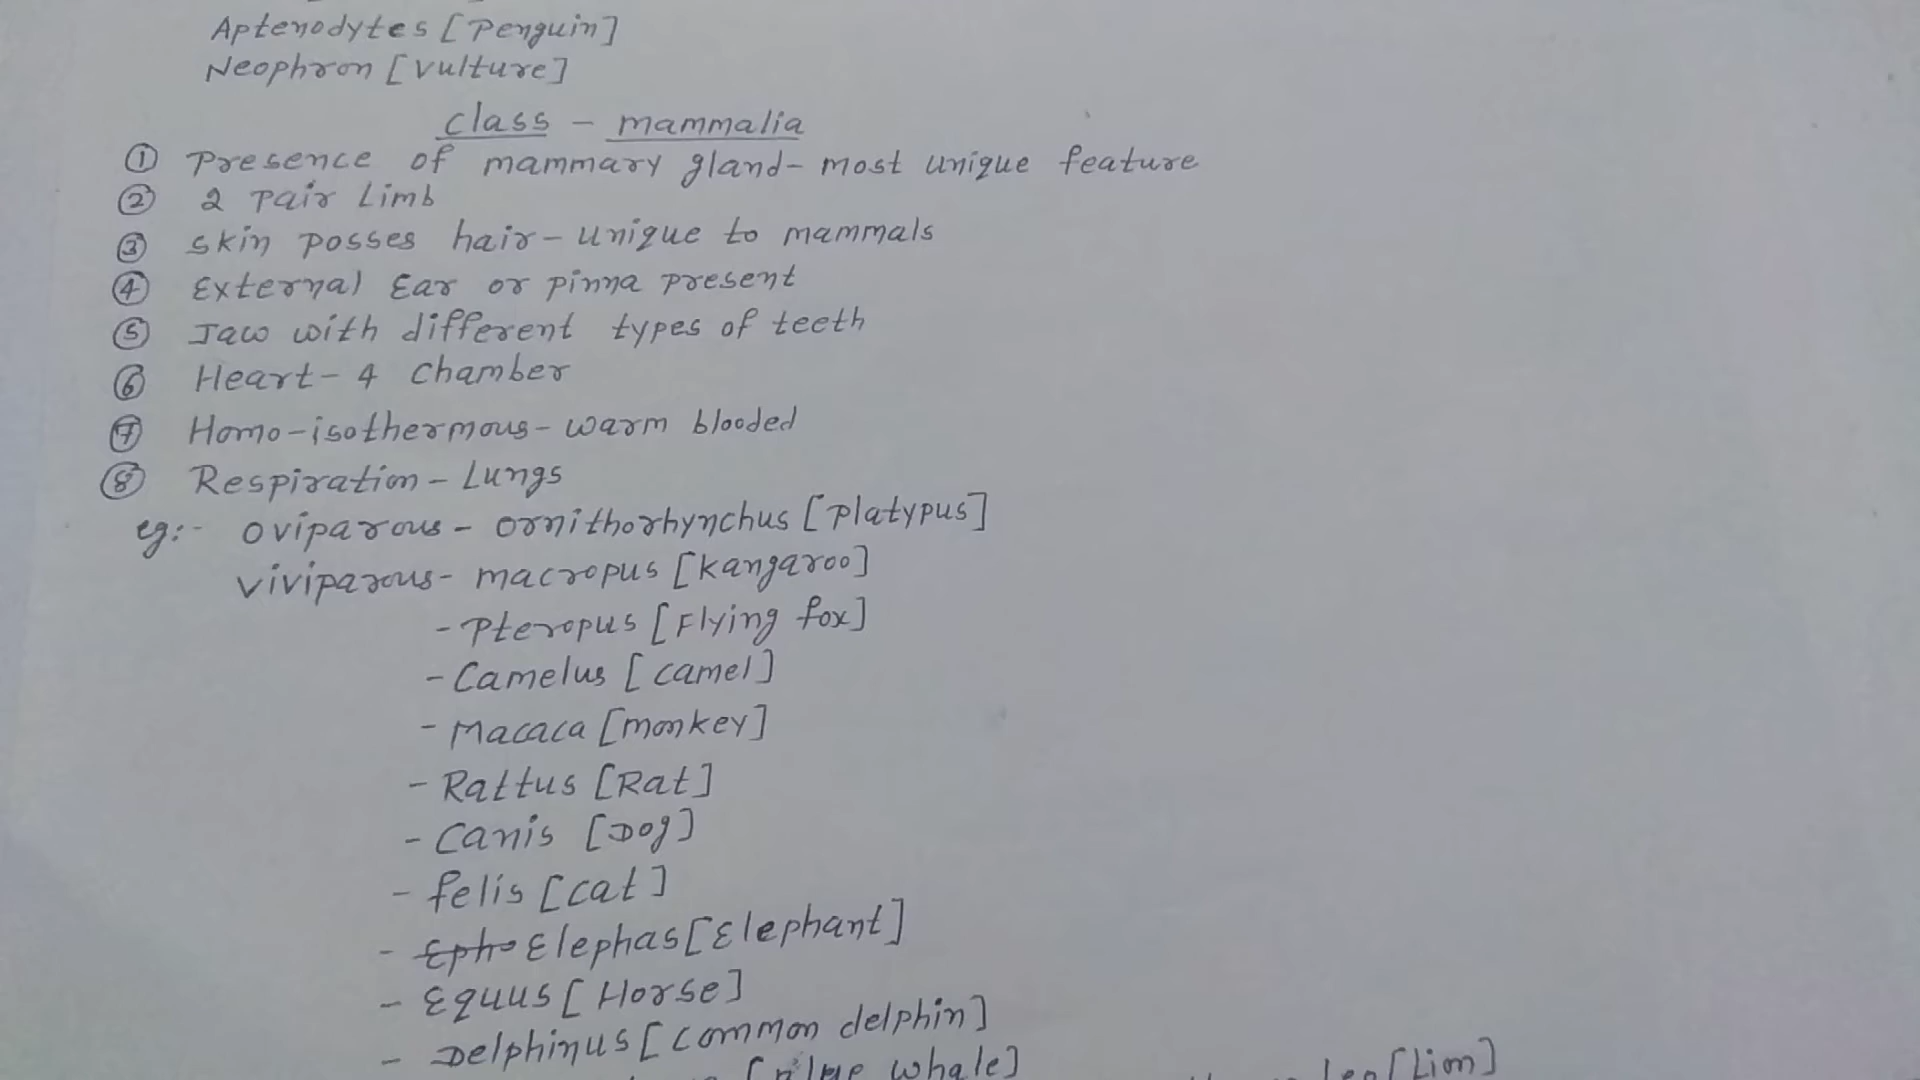 Aptenodytes [Penguin]
Neophron [vulture]
class - mammalia
① Presence of mammary gland - most unique feature
② 2 pair Limb
③ skin posses hair - unique to mammals
④ External Ear or pinna present
⑤ Jaw with different types of teeth
⑥ Heart - 4 chamber
⑦ Homo-isothermous - warm blooded
⑧ Respiration - Lungs
eg:- oviparous - ornithorhynchus [platypus]
viviparous - macropus [kangaroo]
- Pteropus [Flying fox]
- Camelus [camel]
- Macaca [monkey]
- Rattus [Rat]
- Canis [Dog]
- felis [cat]
- Elephas [Elephant]
- Equus [Horse]
- Delphinus [common delphin]
whale] leo [Lion]